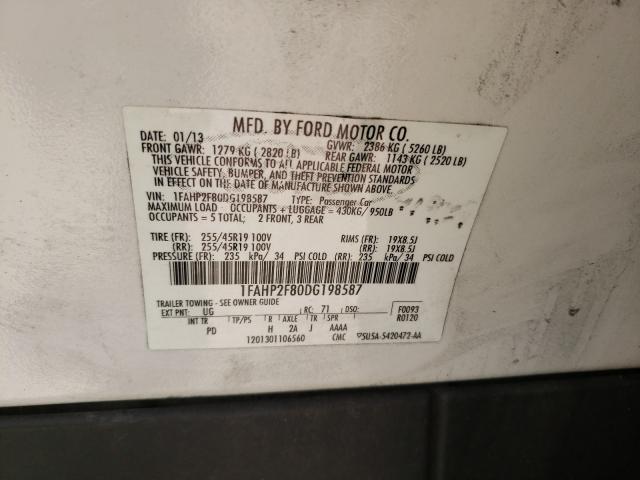 MFD. BY FORD MOTOR CO.
DATE: 01/13 GVWR: 2386 KG ( 5260 LB)
FRONT GAWR: 1279 KG ( 2820 LB) REAR GAWR: 1143 KG ( 2520 LB)
THIS VEHICLE CONFORMS TO ALL APPLICABLE FEDERAL MOTOR
VEHICLE SAFETY, BUMPER, AND THEFT PREVENTION STANDARDS
IN EFFECT ON THE DATE OF MANUFACTURE SHOWN ABOVE.
VIN: 1FAHP2F80DG198587 TYPE: Passenger Car
MAXIMUM LOAD = OCCUPANTS + LUGGAGE = 430KG/ 950LB
OCCUPANTS = 5 TOTAL; 2 FRONT, 3 REAR
TIRE (FR): 255/45R19 100V RIMS (FR): 19X8.5J
(RR): 255/45R19 100V (RR): 19X8.5J
PRESSURE (FR): 235 kPa/ 34 PSI COLD (RR): 235 kPa/ 34 PSI COLD
1FAHP2F80DG198587
TRAILER TOWING - SEE OWNER GUIDE
EXT PNT: UG RC: 71 DSO: F0093
R0120
INT TR TP/PS R AXLE TR SPR
PD H 2A J AAAA
1201301106560 CMC ▽5U5A-5420472-AA